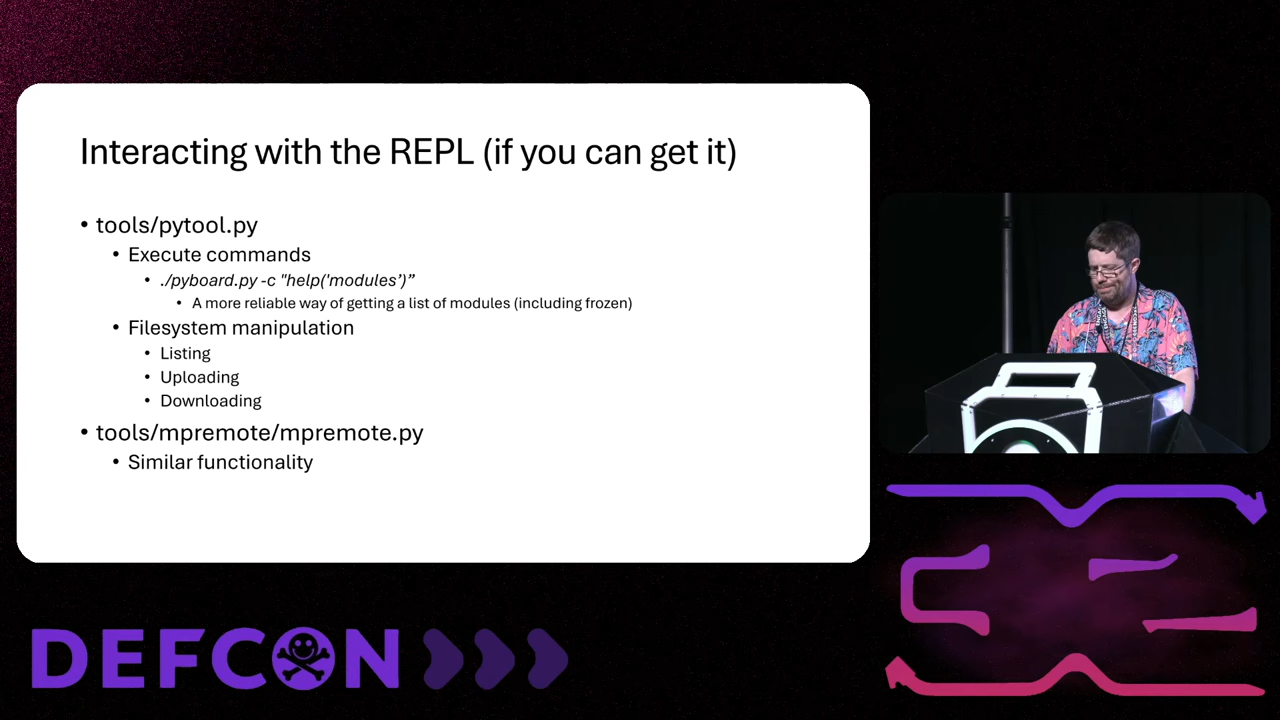 Interacting with the REPL (if you can get it)
• tools/pytool.py
• Execute commands
• ./pyboard.py -c "help('modules')”
• A more reliable way of getting a list of modules (including frozen)
• Filesystem manipulation
• Listing
• Uploading
• Downloading
• tools/mpremote/mpremote.py
• Similar functionality
DEFCON